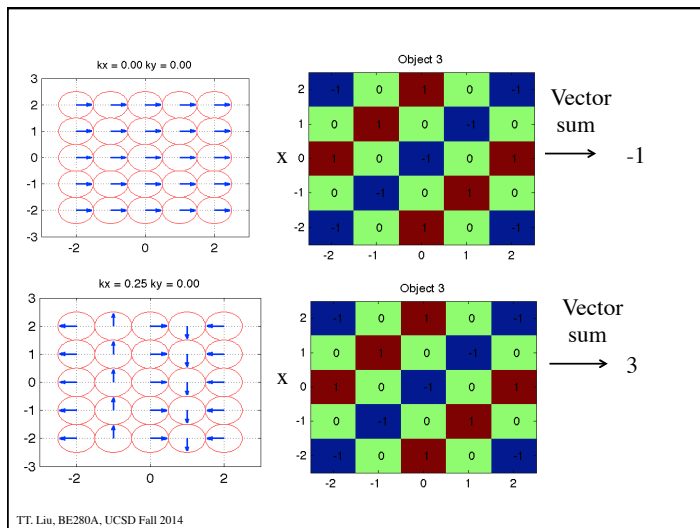 kx = 0.00 ky = 0.00
3
2
1
0
-1
-2
-3
-2 0 2
Object 3
2 -1 0 1 0 -1
1 0 1 0 -1 0
x 0 1 0 -1 0 1
-1 0 -1 0 1 0
-2 -1 0 1 0 -1
-2 -1 0 1 2
Vector
sum
-1
kx = 0.25 ky = 0.00
3
2
1
0
-1
-2
-3
-2 0 2
Object 3
2 -1 0 1 0 -1
1 0 1 0 -1 0
x 0 1 0 -1 0 1
-1 0 -1 0 1 0
-2 -1 0 1 0 -1
-2 -1 0 1 2
Vector
sum
3
TT. Liu, BE280A, UCSD Fall 2014